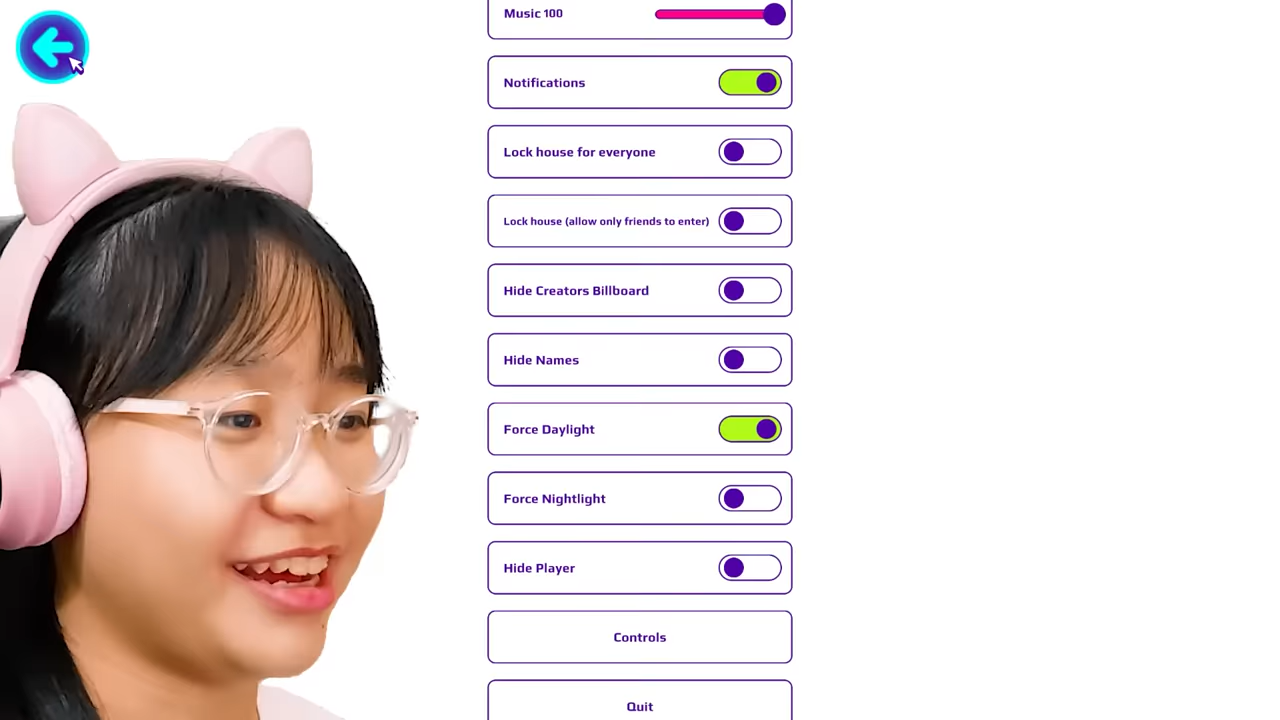 Music 100
Notifications
Lock house for everyone
Lock house (allow only friends to enter)
Hide Creators Billboard
Hide Names
Force Daylight
Force Nightlight
Hide Player
Controls
Quit